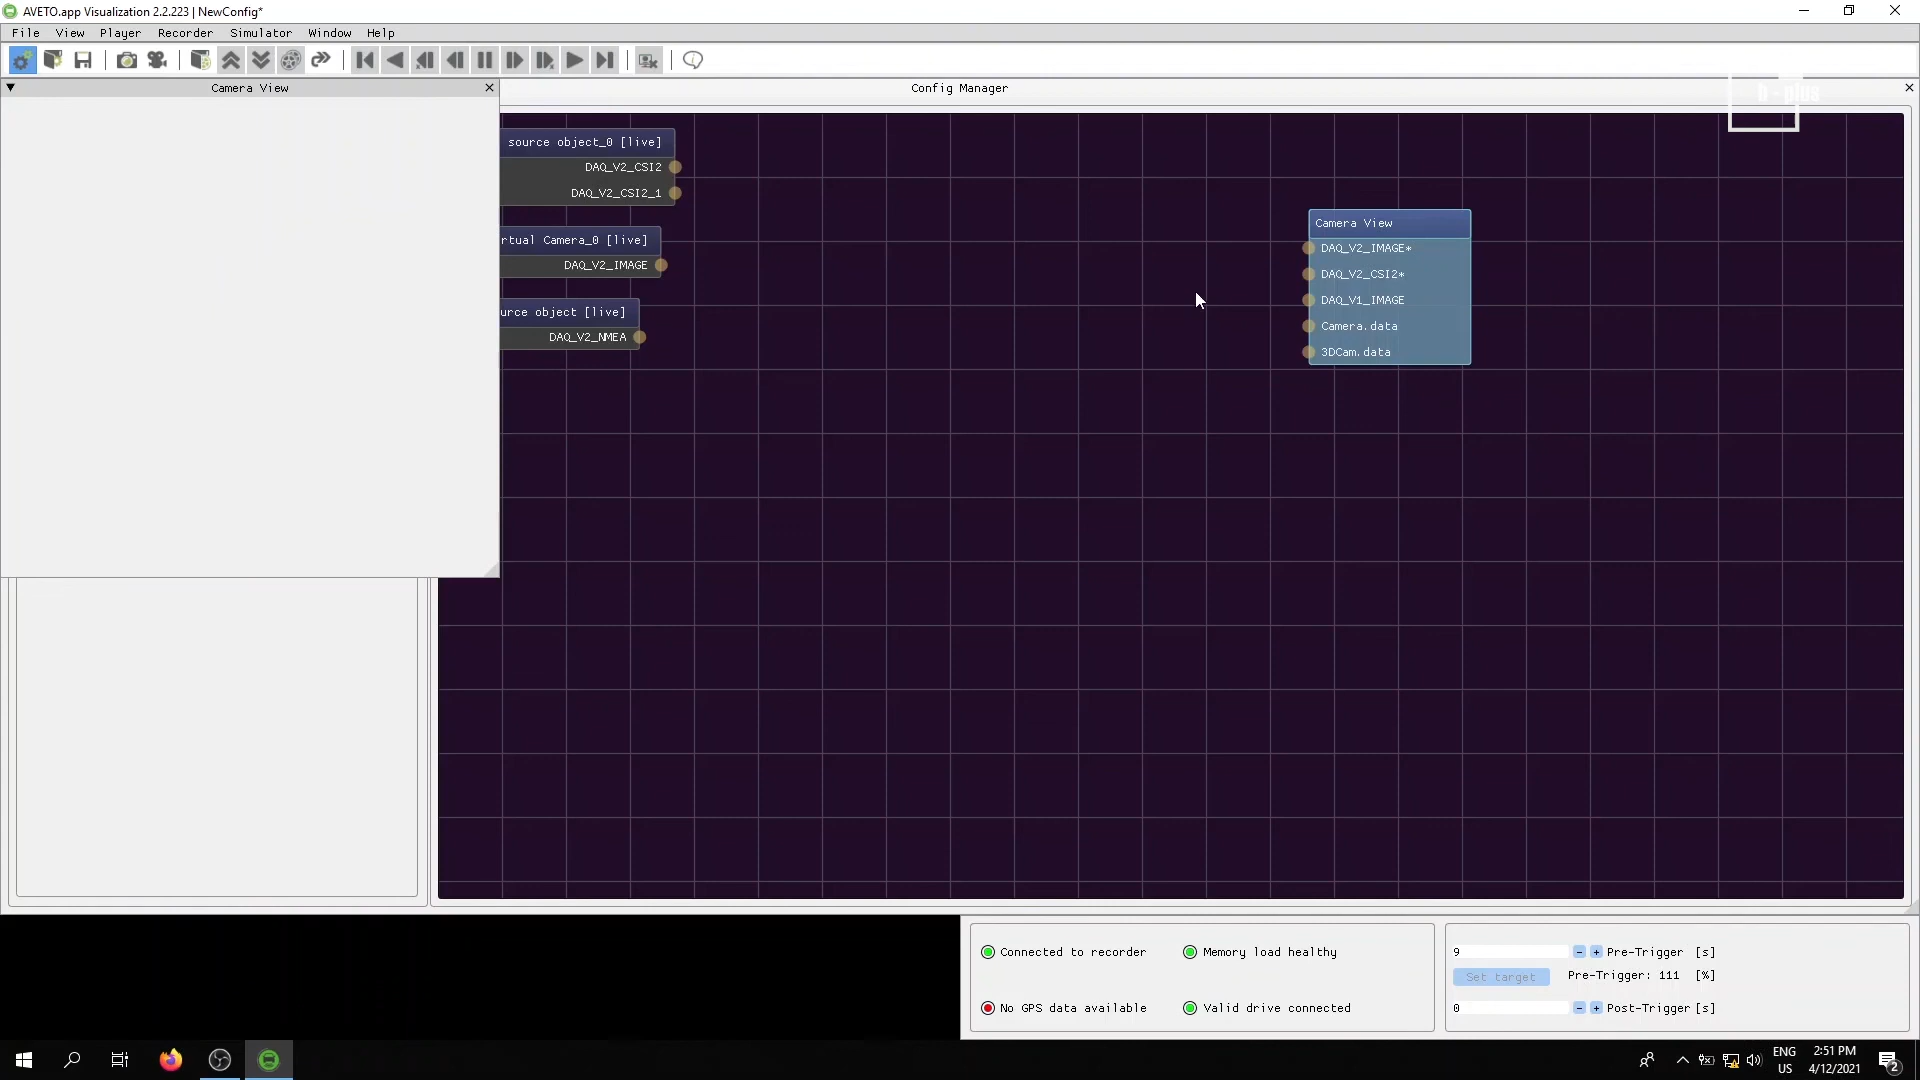 AVETO.app Visualization 2.2.223 | NewConfig*
File View Player Recorder Simulator Window Help
Camera View
Config Manager
b-plus
source object_0 [live]
DAQ_V2_CSI2
DAQ_V2_CSI2_1
rtual Camera_0 [live]
DAQ_V2_IMAGE
urce object [live]
DAQ_V2_NMEA
Camera View
DAQ_V2_IMAGE*
DAQ_V2_CSI2*
DAQ_V1_IMAGE
Camera.data
3DCam.data
Connected to recorder
Memory load healthy
No GPS data available
Valid drive connected
9 - + Pre-Trigger [s]
Set target Pre-Trigger: 111 [%]
0 - + Post-Trigger [s]
ENG
US
2:51 PM
4/12/2021
2